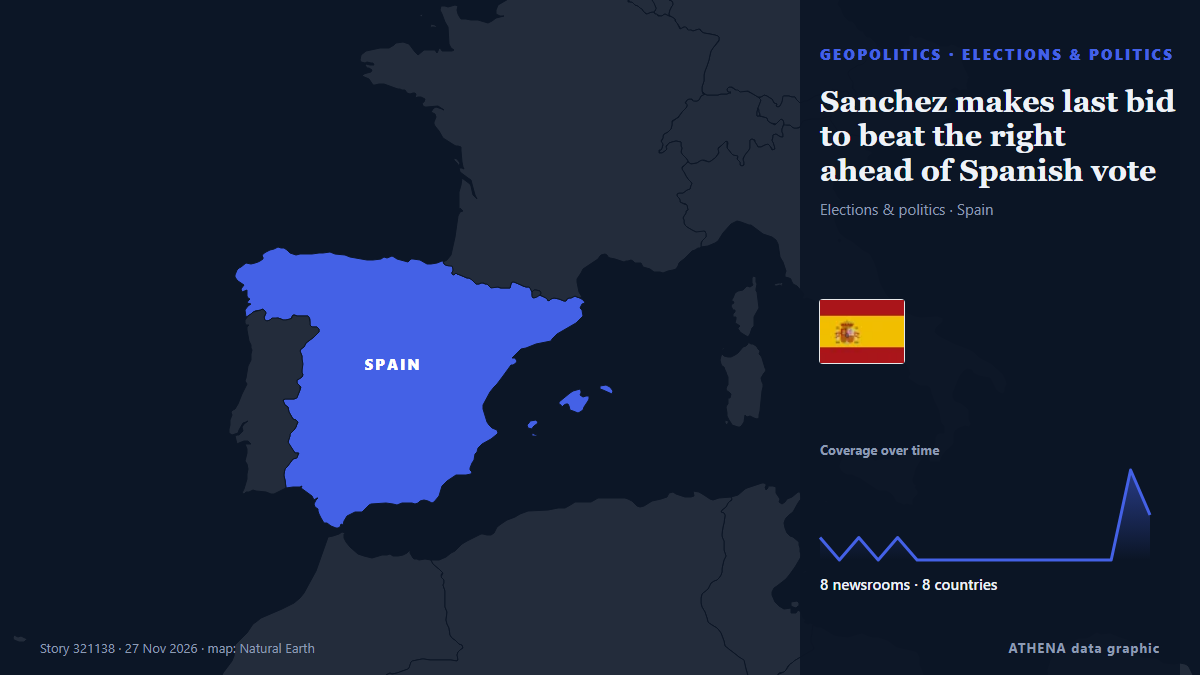 GEOPOLITICS · ELECTIONS & POLITICS
Sanchez makes last bid
to beat the right
ahead of Spanish vote
Elections & politics · Spain
SPAIN
Coverage over time
8 newsrooms · 8 countries
Story 321138 · 27 Nov 2026 · map: Natural Earth
ATHENA data graphic